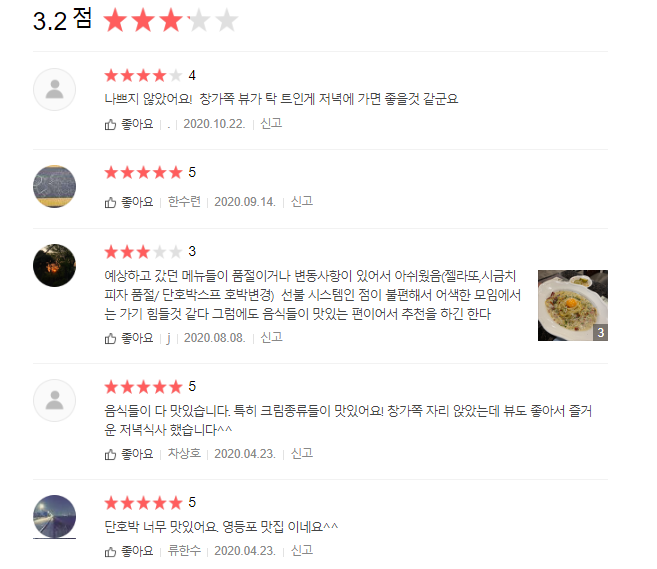 3.2 점
4
나쁘지 않았어요! 창가쪽 뷰가 탁 트인게 저녁에 가면 좋을것 같군요
좋아요 . 2020.10.22. 신고
5
좋아요 한수련 2020.09.14. 신고
3
예상하고 갔던 메뉴들이 품절이거나 변동사항이 있어서 아쉬웠음(젤라또,시금치
피자 품절/ 단호박스프 호박변경) 선불 시스템인 점이 불편해서 어색한 모임에서
는 가기 힘들것 같다 그럼에도 음식들이 맛있는 편이어서 추천을 하긴 한다
3
좋아요 j 2020.08.08. 신고
5
음식들이 다 맛있습니다. 특히 크림종류들이 맛있어요! 창가쪽 자리 앉았는데 뷰도 좋아서 즐거
운 저녁식사 했습니다^^
좋아요 차상호 2020.04.23. 신고
5
단호박 너무 맛있어요. 영등포 맛집 이네요^^
좋아요 류한수 2020.04.23. 신고